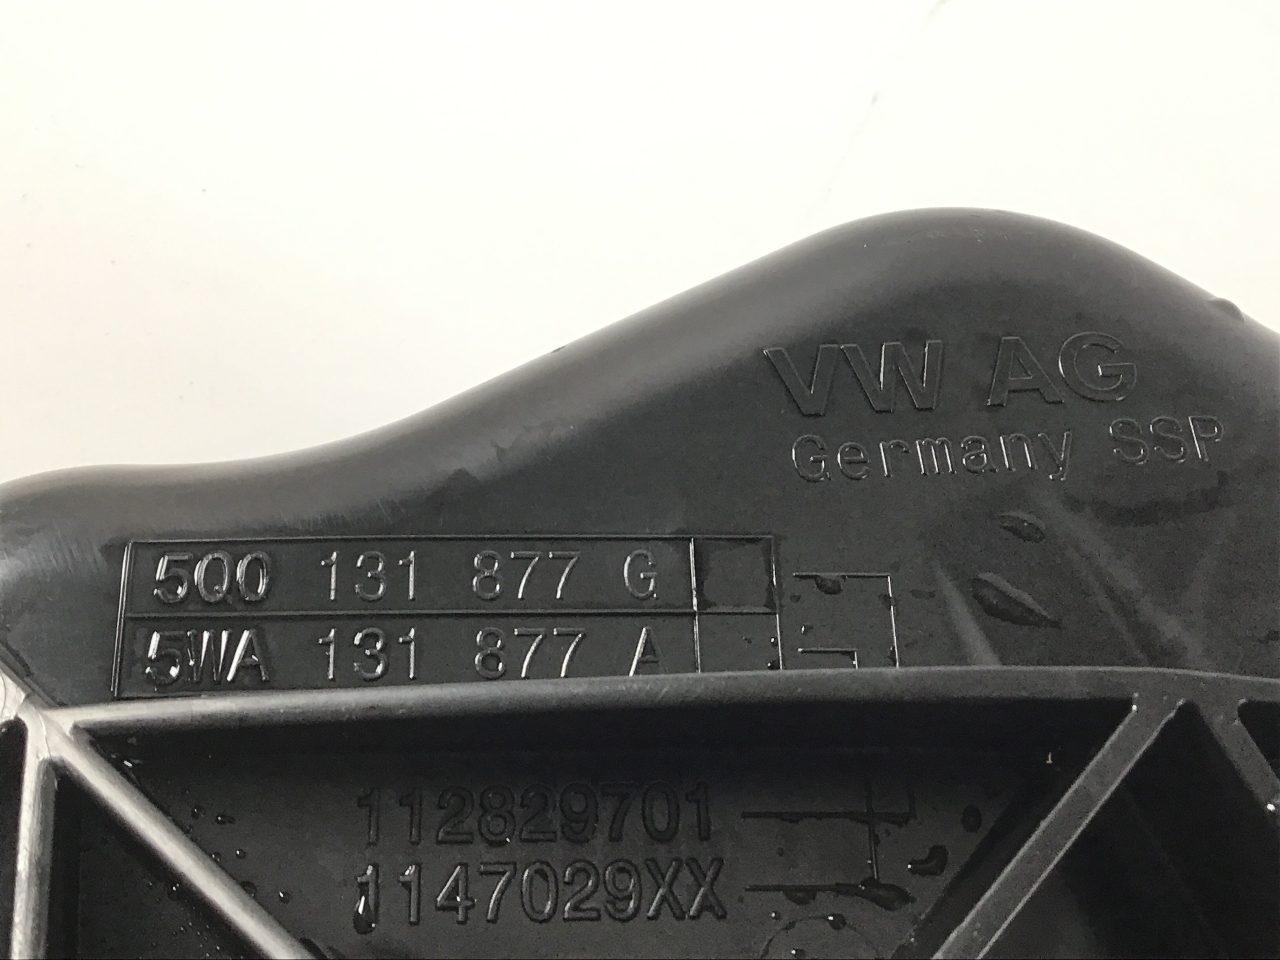 VW AG
Germany SSP
5Q0 131 877 G
5WA 131 877 A
112829701
1147029XX